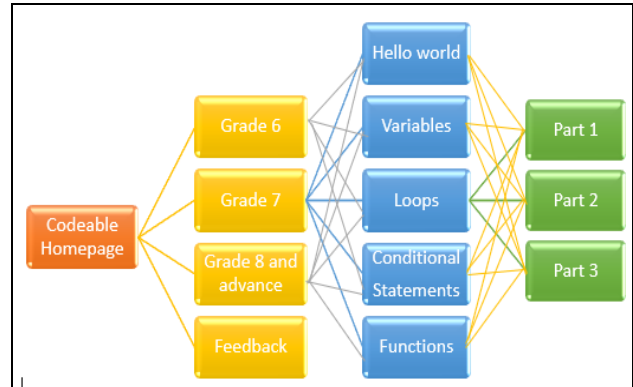 Codeable
Homepage
Grade 6
Grade 7
Grade 8 and
advance
Feedback
Hello world
Variables
Loops
Conditional
Statements
Functions
Part 1
Part 2
Part 3